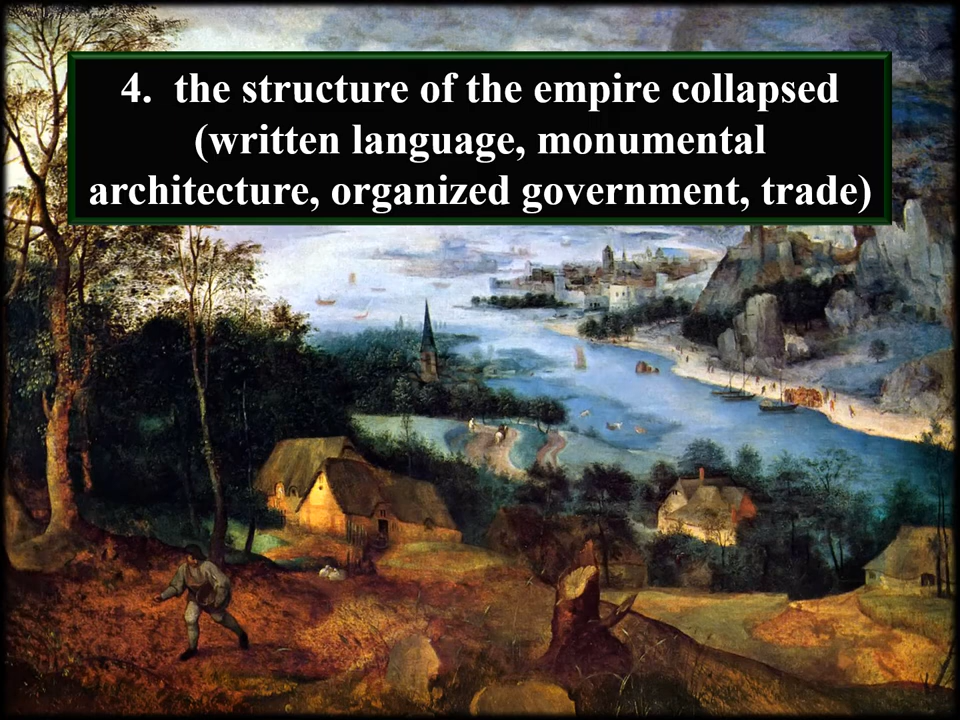 4.  the structure of the empire collapsed
(written language, monumental
architecture, organized government, trade)